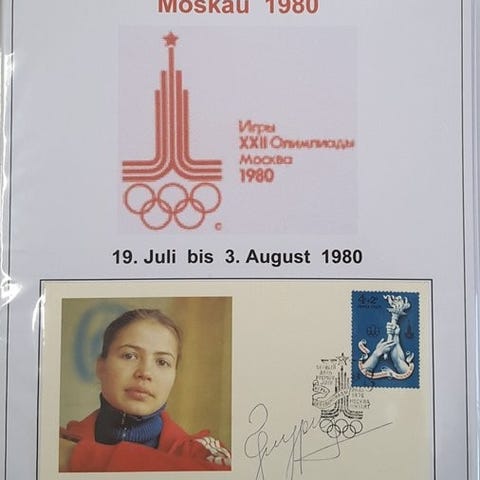 Moskau 1980
Игры
XXII Олимпиады
Москва
1980
19. Juli bis 3. August 1980